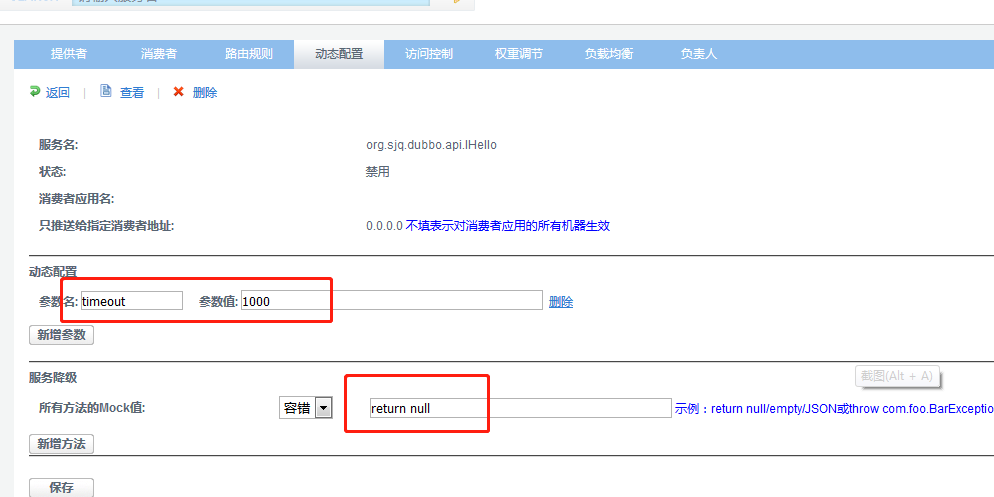 提供者 消费者 路由规则 动态配置 访问控制 权重调节 负载均衡 负责人
返回 | 查看 | 删除
服务名: org.sjq.dubbo.api.IHello
状态: 禁用
消费者应用名:
只推送给指定消费者地址: 0.0.0.0 不填表示对消费者应用的所有机器生效
动态配置
参数名: timeout 参数值: 1000 删除
新增参数
服务降级
截图(Alt + A)
所有方法的Mock值: 容错 return null 示例：return null/empty/JSON或throw com.foo.BarExceptio
新增方法
保存